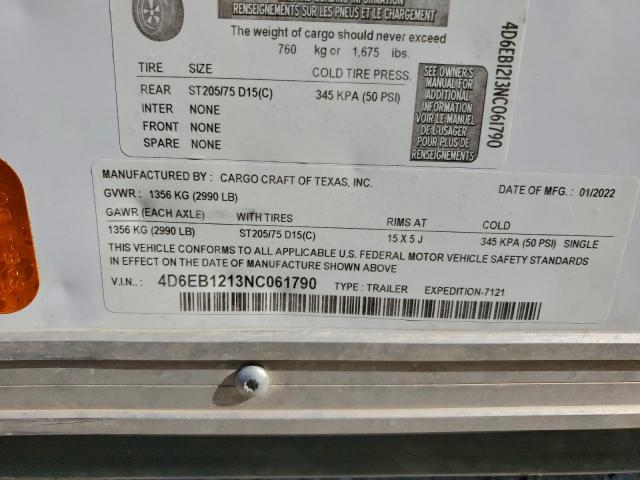 RENSEIGNEMENTS SUR LES PNEUS ET LE CHARGEMENT
The weight of cargo should never exceed
760 kg or 1,675 lbs.
TIRE SIZE COLD TIRE PRESS.
REAR ST205/75 D15(C) 345 KPA (50 PSI)
INTER NONE
FRONT NONE
SPARE NONE
SEE OWNER'S
MANUAL FOR
ADDITIONAL
INFORMATION
VOIR LE MANUEL
DE L'USAGER
POUR PLUS DE
RENSEIGNEMENTS
4D6EB1213NC061790
MANUFACTURED BY: CARGO CRAFT OF TEXAS, INC. DATE OF MFG.: 01/2022
GVWR: 1356 KG (2990 LB)
GAWR (EACH AXLE) WITH TIRES RIMS AT COLD
1356 KG (2990 LB) ST205/75 D15(C) 15 X 5 J 345 KPA (50 PSI) SINGLE
THIS VEHICLE CONFORMS TO ALL APPLICABLE U.S. FEDERAL MOTOR VEHICLE SAFETY STANDARDS
IN EFFECT ON THE DATE OF MANUFACTURE SHOWN ABOVE
V.I.N..: 4D6EB1213NC061790 TYPE: TRAILER EXPEDITION-7121